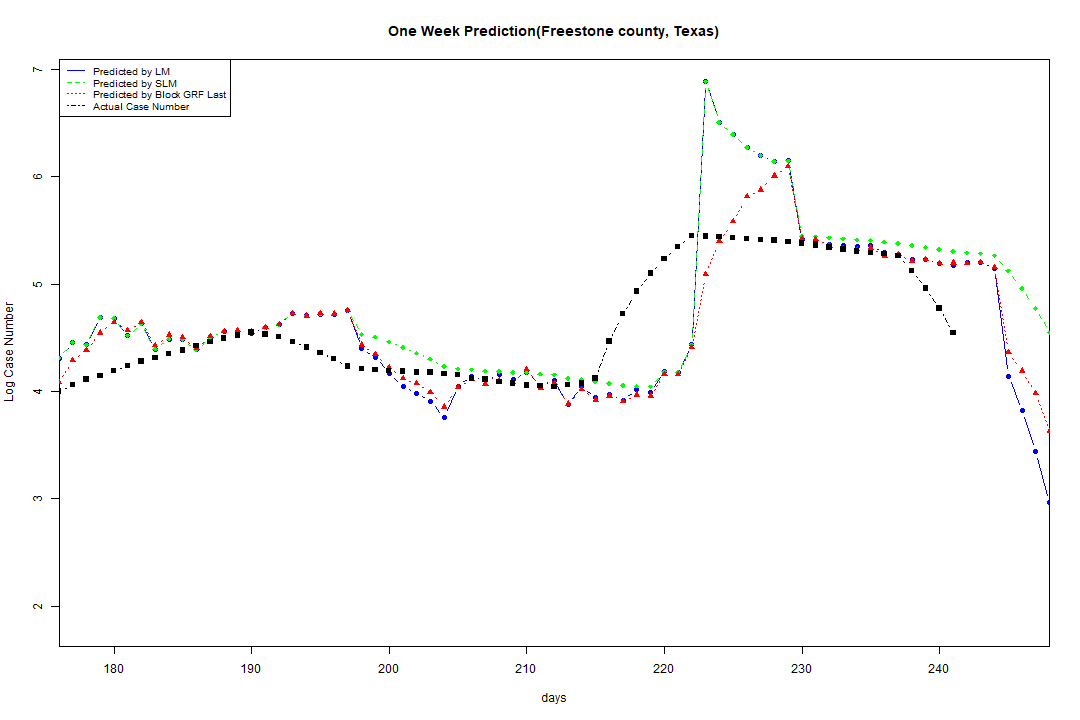 One Week Prediction(Freestone county, Texas)
Predicted by LM
Predicted by SLM
Predicted by Block GRF Last
Actual Case Number
7
6
5
4
3
2
Log Case Number
180 190 200 210 220 230 240
days